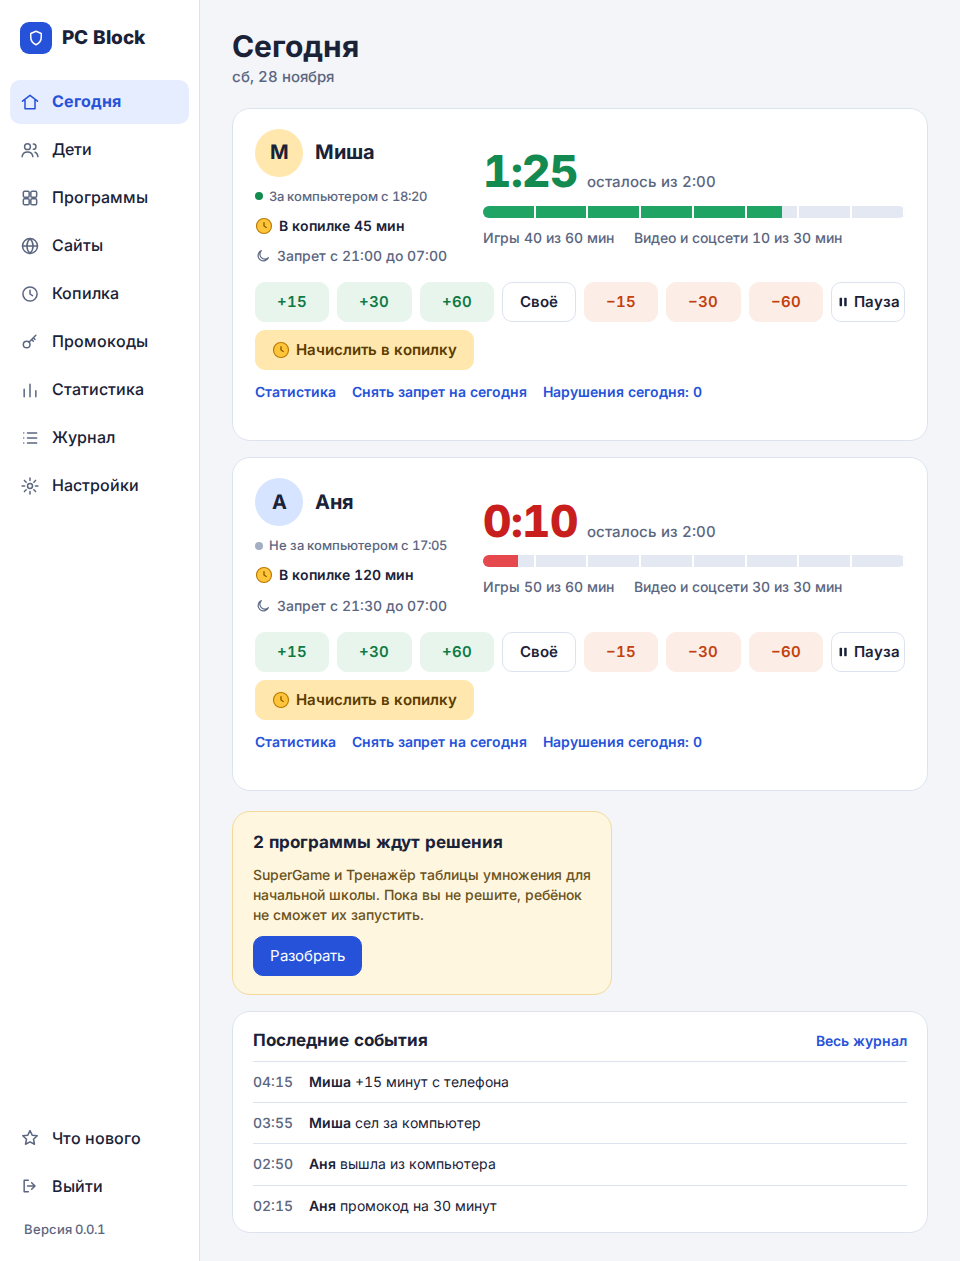 PC Block
Сегодня
Дети
Программы
Сайты
Копилка
Промокоды
Статистика
Журнал
Настройки
Что нового
Выйти
Версия 0.0.1
Сегодня
сб, 28 ноября
М Миша
За компьютером с 18:20
В копилке 45 мин
Запрет с 21:00 до 07:00
1:25 осталось из 2:00
Игры 40 из 60 мин Видео и соцсети 10 из 30 мин
+15 +30 +60 Своё −15 −30 −60 Пауза
Начислить в копилку
Статистика Снять запрет на сегодня Нарушения сегодня: 0
А Аня
Не за компьютером с 17:05
В копилке 120 мин
Запрет с 21:30 до 07:00
0:10 осталось из 2:00
Игры 50 из 60 мин Видео и соцсети 30 из 30 мин
+15 +30 +60 Своё −15 −30 −60 Пауза
Начислить в копилку
Статистика Снять запрет на сегодня Нарушения сегодня: 0
2 программы ждут решения
SuperGame и Тренажёр таблицы умножения для
начальной школы. Пока вы не решите, ребёнок
не сможет их запустить.
Разобрать
Последние события Весь журнал
04:15 Миша +15 минут с телефона
03:55 Миша сел за компьютер
02:50 Аня вышла из компьютера
02:15 Аня промокод на 30 минут